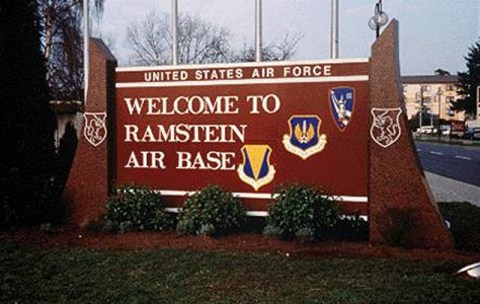 UNITED STATES AIR FORCE
WELCOME TO
RAMSTEIN
AIR BASE